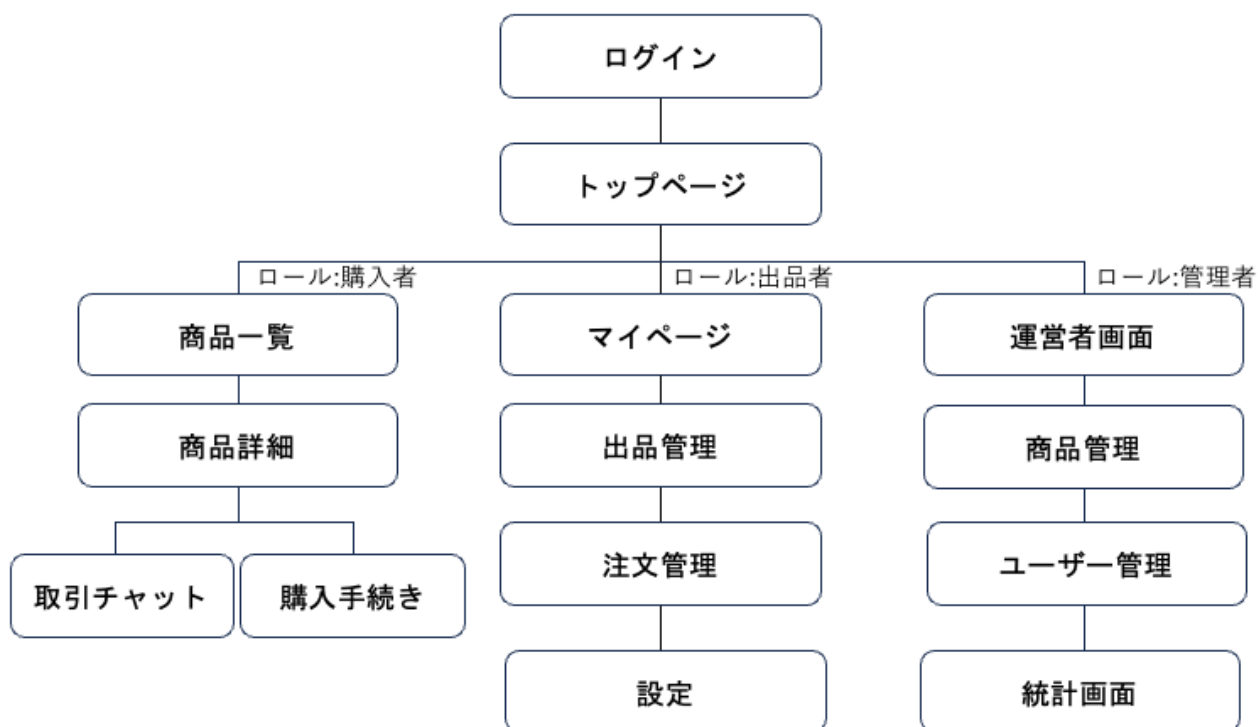 ログイン
トップページ
ロール:購入者
ロール:出品者
ロール:管理者
商品一覧
マイページ
運営者画面
商品詳細
出品管理
商品管理
注文管理
ユーザー管理
取引チャット
購入手続き
設定
統計画面